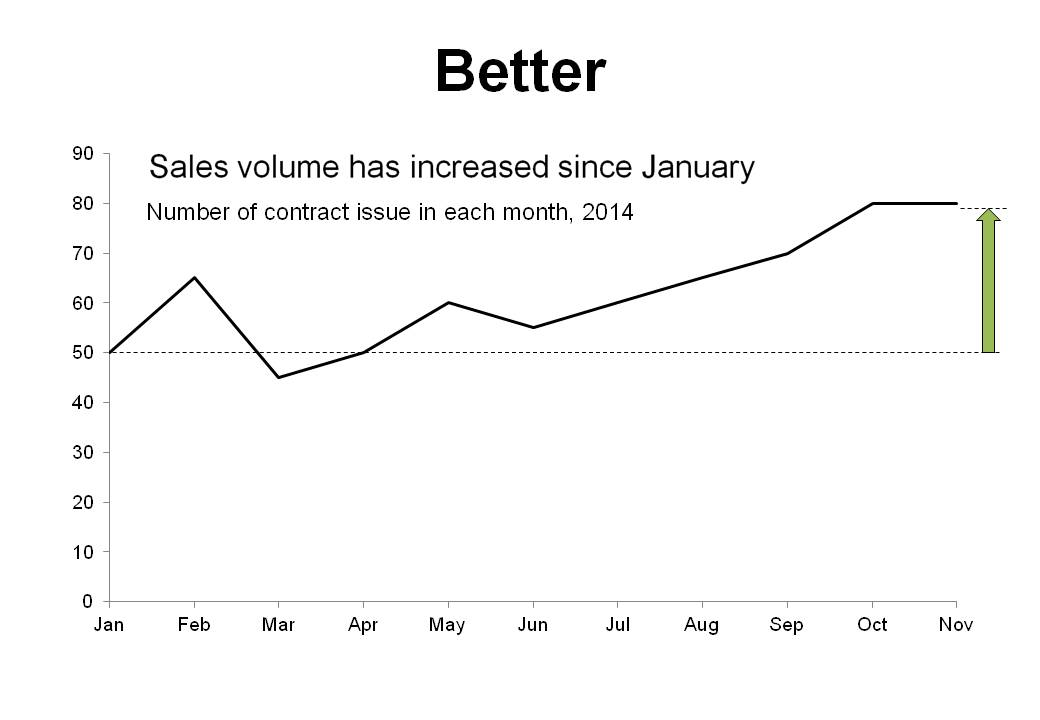 Better
Sales volume has increased since January
Number of contract issue in each month, 2014
90
80
70
60
50
40
30
20
10
0
Jan Feb Mar Apr May Jun Jul Aug Sep Oct Nov